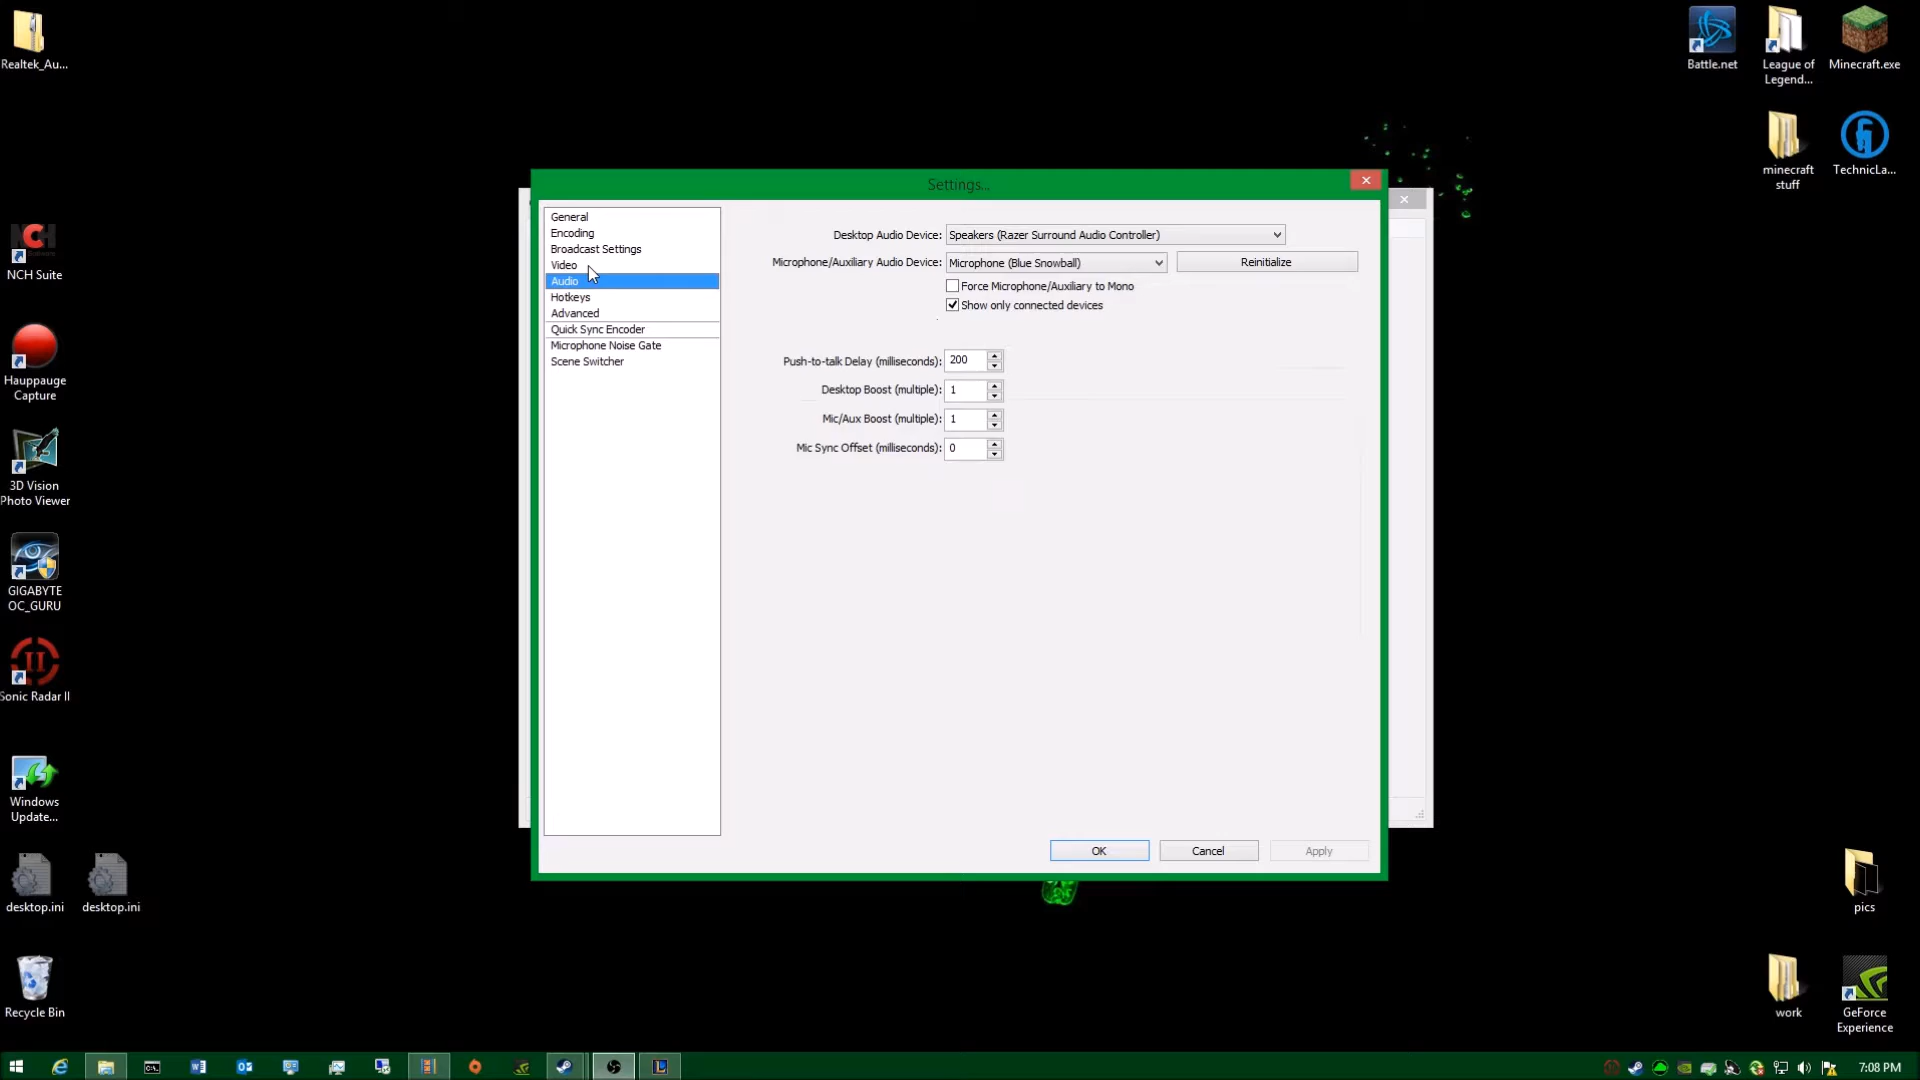 Realtek_Au...
Battle.net
League of
Legend...
Minecraft.exe
minecraft
stuff
TechnicLa...
NCH Suite
Hauppauge
Capture
3D Vision
Photo Viewer
GIGABYTE
OC_GURU
Sonic Radar II
Windows
Update...
desktop.ini
desktop.ini
Recycle Bin
Settings...
General
Encoding
Broadcast Settings
Video
Audio
Hotkeys
Advanced
Quick Sync Encoder
Microphone Noise Gate
Scene Switcher
Desktop Audio Device: Speakers (Razer Surround Audio Controller)
Microphone/Auxiliary Audio Device: Microphone (Blue Snowball) Reinitialize
Force Microphone/Auxiliary to Mono
Show only connected devices
Push-to-talk Delay (milliseconds): 200
Desktop Boost (multiple): 1
Mic/Aux Boost (multiple): 1
Mic Sync Offset (milliseconds): 0
OK Cancel Apply
pics
work
GeForce
Experience
7:08 PM